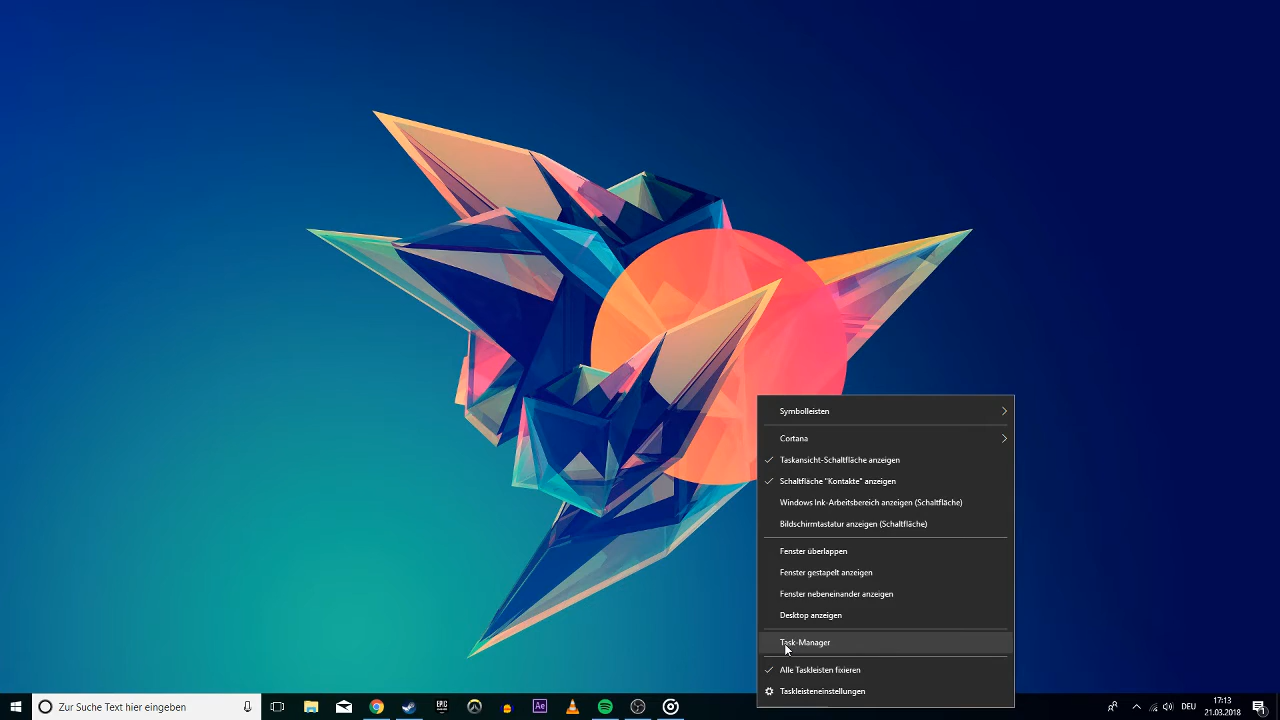 Symbolleisten
Cortana
Taskansicht-Schaltfläche anzeigen
Schaltfläche "Kontakte" anzeigen
Windows Ink-Arbeitsbereich anzeigen (Schaltfläche)
Bildschirmtastatur anzeigen (Schaltfläche)
Fenster überlappen
Fenster gestapelt anzeigen
Fenster nebeneinander anzeigen
Desktop anzeigen
Task-Manager
Alle Taskleisten fixieren
Taskleisteneinstellungen
Zur Suche Text hier eingeben
EPIC
Ae
DEU
17:13
21.03.2018